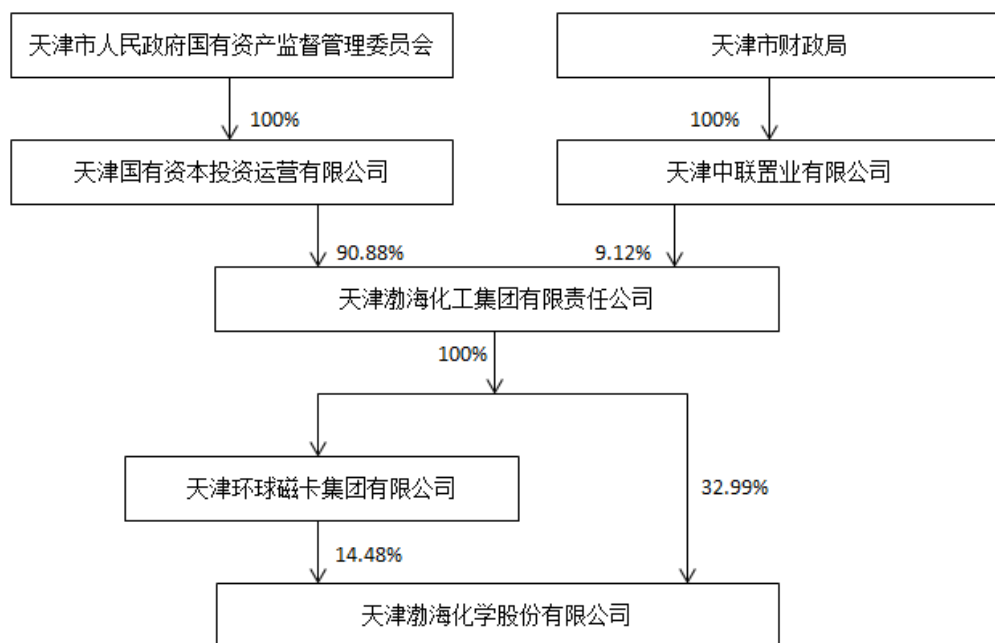 天津市人民政府国有资产监督管理委员会
天津市财政局
100%
100%
天津国有资本投资运营有限公司
天津中联置业有限公司
90.88%
9.12%
天津渤海化工集团有限责任公司
100%
天津环球磁卡集团有限公司
32.99%
14.48%
天津渤海化学股份有限公司